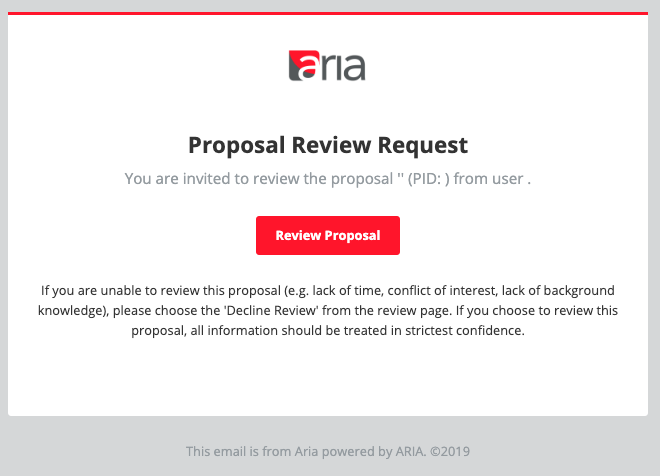 aria
Proposal Review Request
You are invited to review the proposal '' (PID: ) from user .
Review Proposal
If you are unable to review this proposal (e.g. lack of time, conflict of interest, lack of background
knowledge), please choose the 'Decline Review' from the review page. If you choose to review this
proposal, all information should be treated in strictest confidence.
This email is from Aria powered by ARIA. ©2019